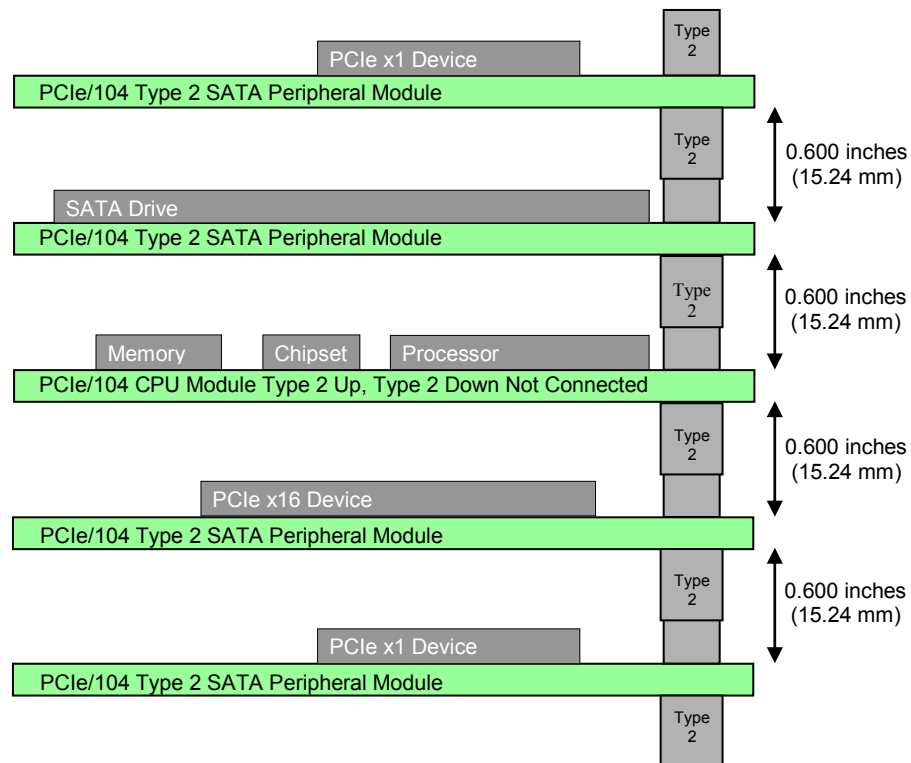 Type
2
PCIe x1 Device
PCIe/104 Type 2 SATA Peripheral Module
Type
2
0.600 inches
(15.24 mm)
SATA Drive
PCIe/104 Type 2 SATA Peripheral Module
Type
2
0.600 inches
(15.24 mm)
Memory
Chipset
Processor
PCIe/104 CPU Module Type 2 Up, Type 2 Down Not Connected
Type
2
0.600 inches
(15.24 mm)
PCIe x16 Device
PCIe/104 Type 2 SATA Peripheral Module
Type
2
0.600 inches
(15.24 mm)
PCIe x1 Device
PCIe/104 Type 2 SATA Peripheral Module
Type
2